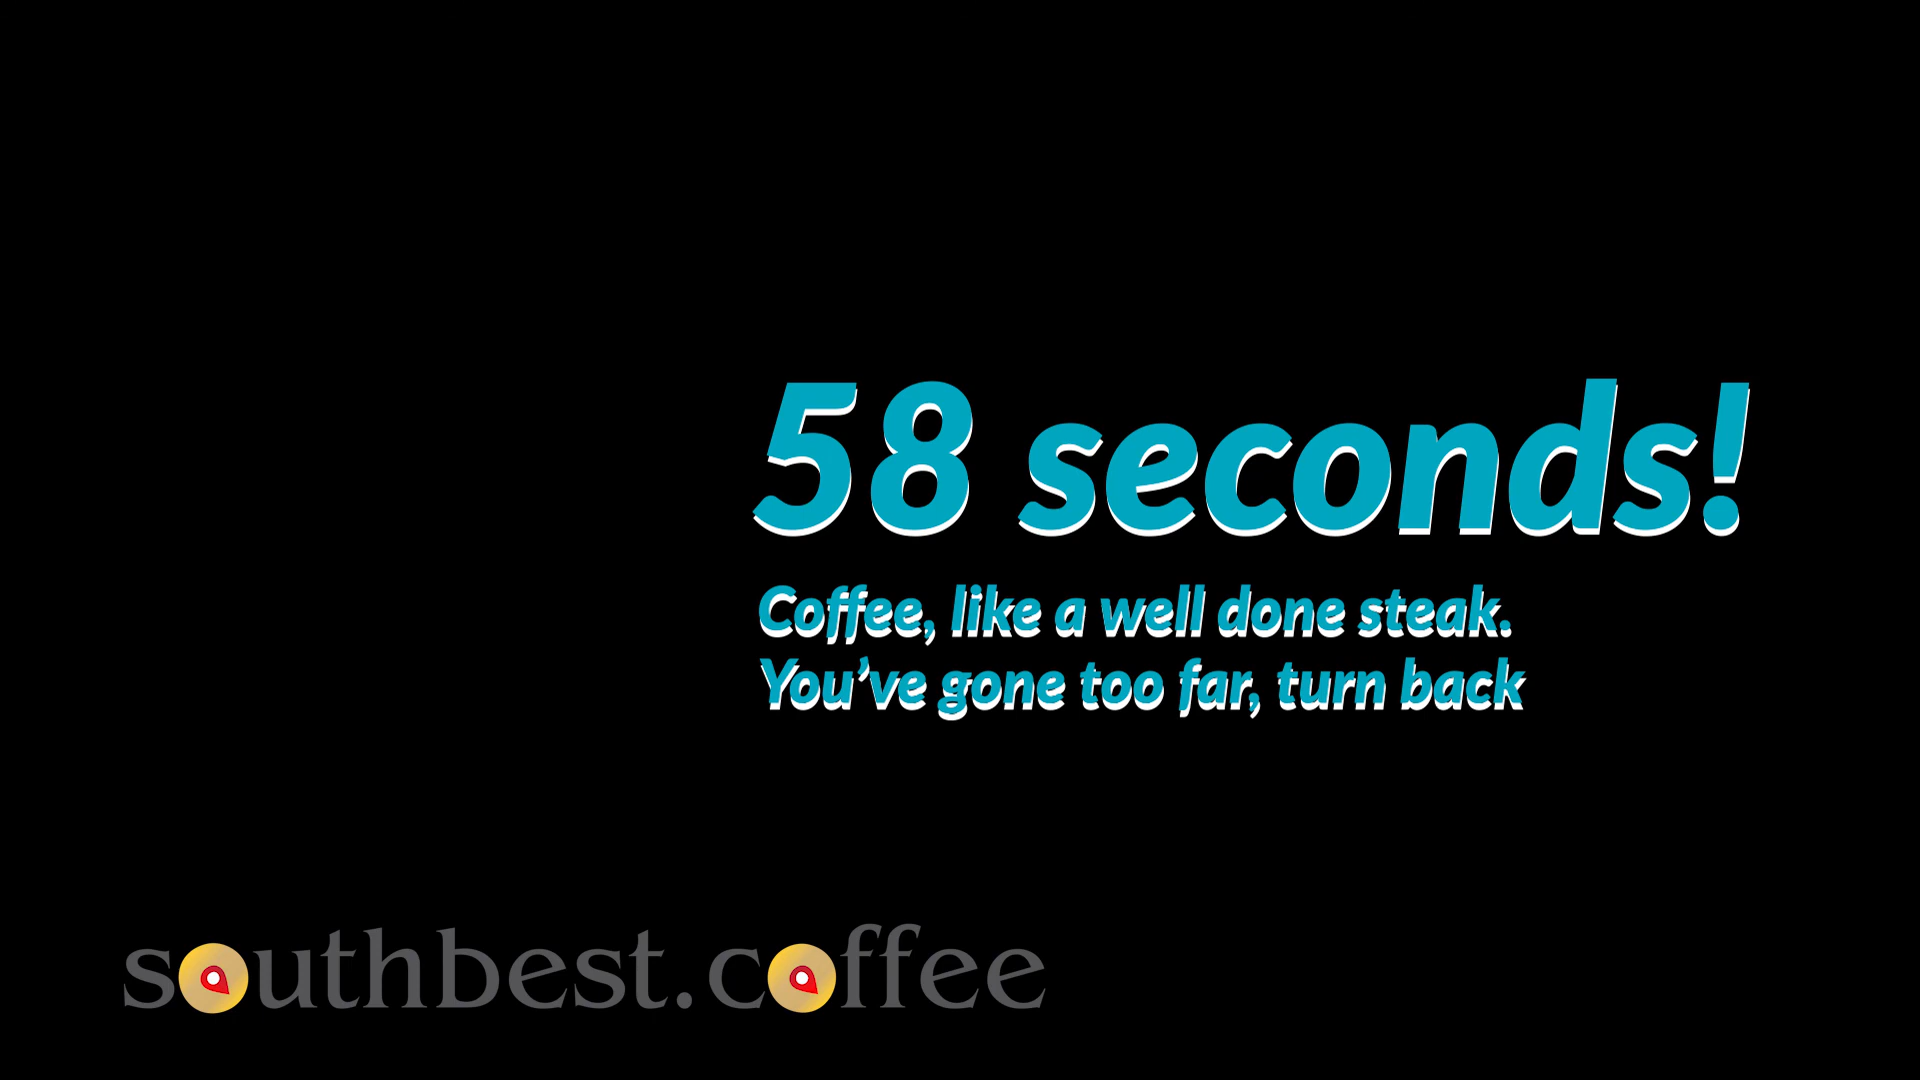 58 seconds!
Coffee, like a well done steak.
You’ve gone too far, turn back
southbest.coffee